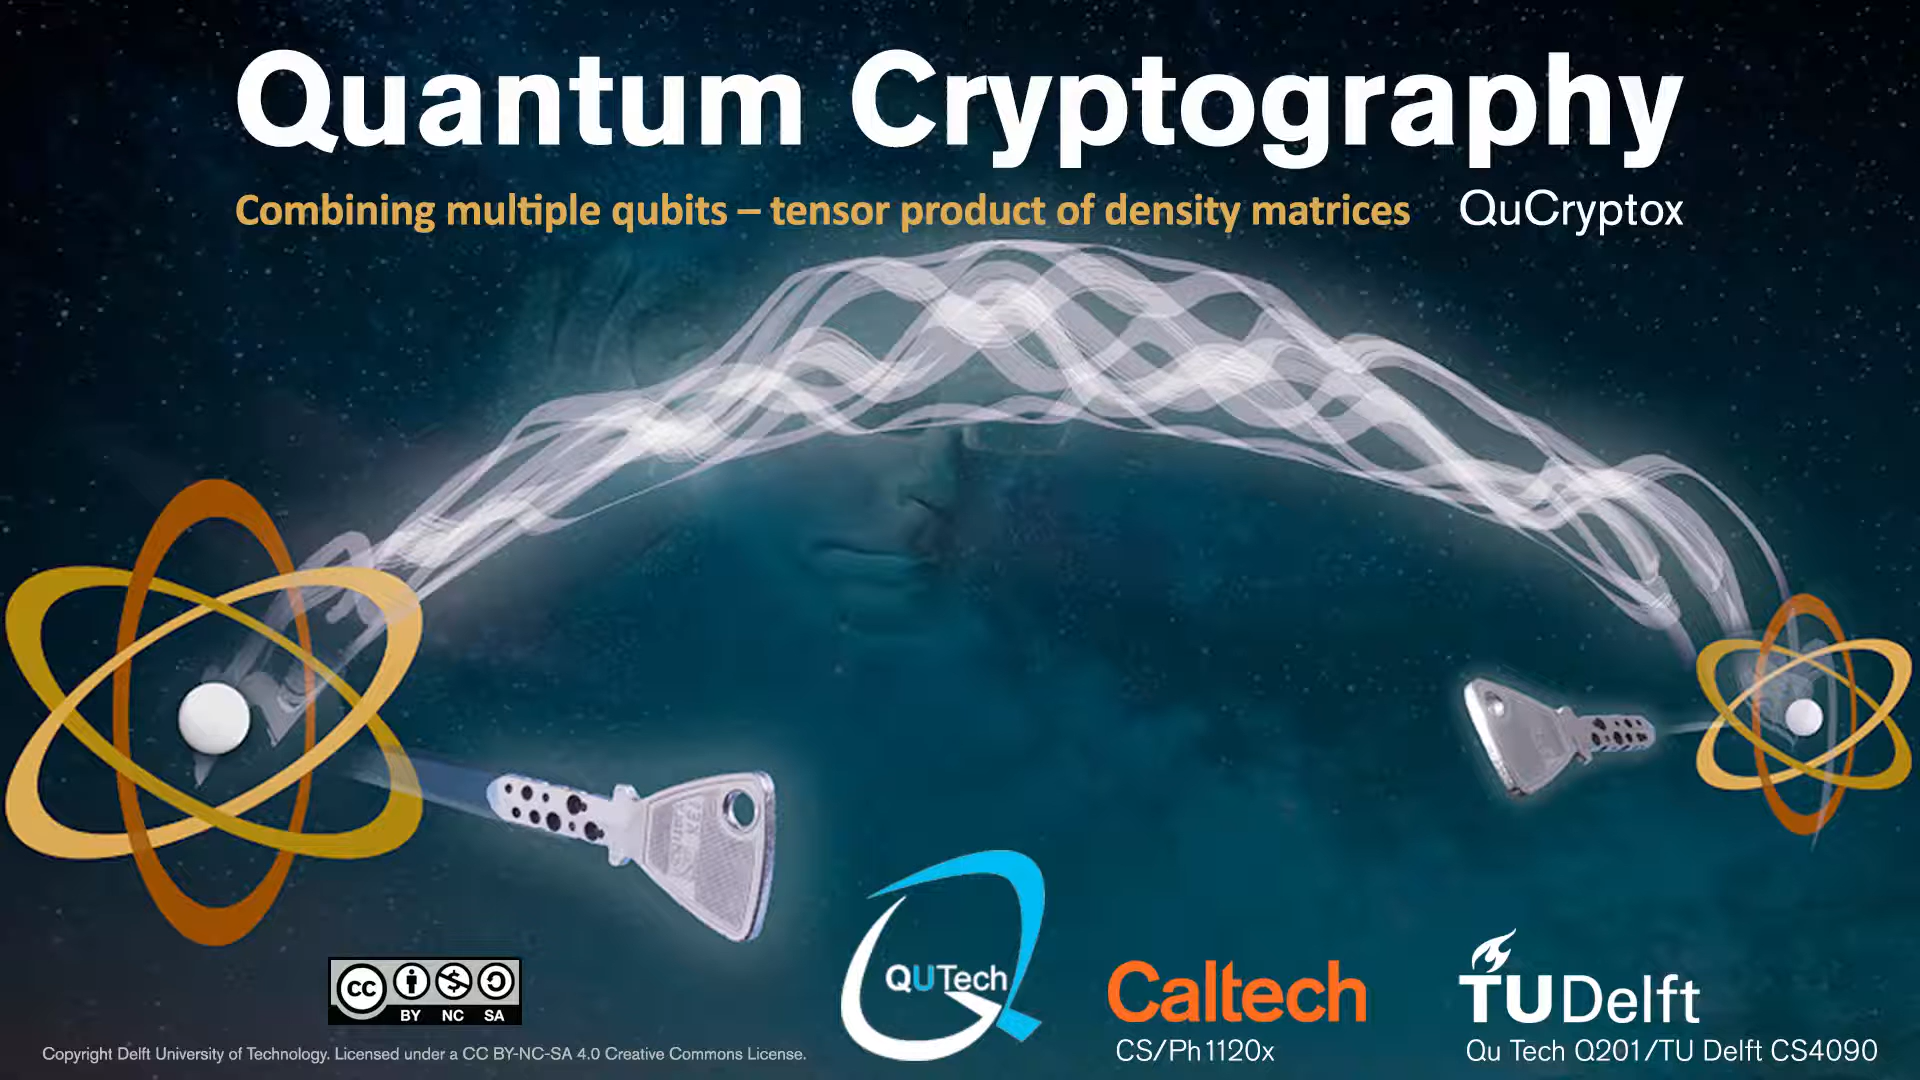 Quantum Cryptography
Combining multiple qubits – tensor product of density matrices QuCryptox
QUTech
Caltech
TUDelft
CC BY NC SA
CS/Ph1120x
Qu Tech Q201/TU Delft CS4090
Copyright Delft University of Technology. Licensed under a CC BY-NC-SA 4.0 Creative Commons License.